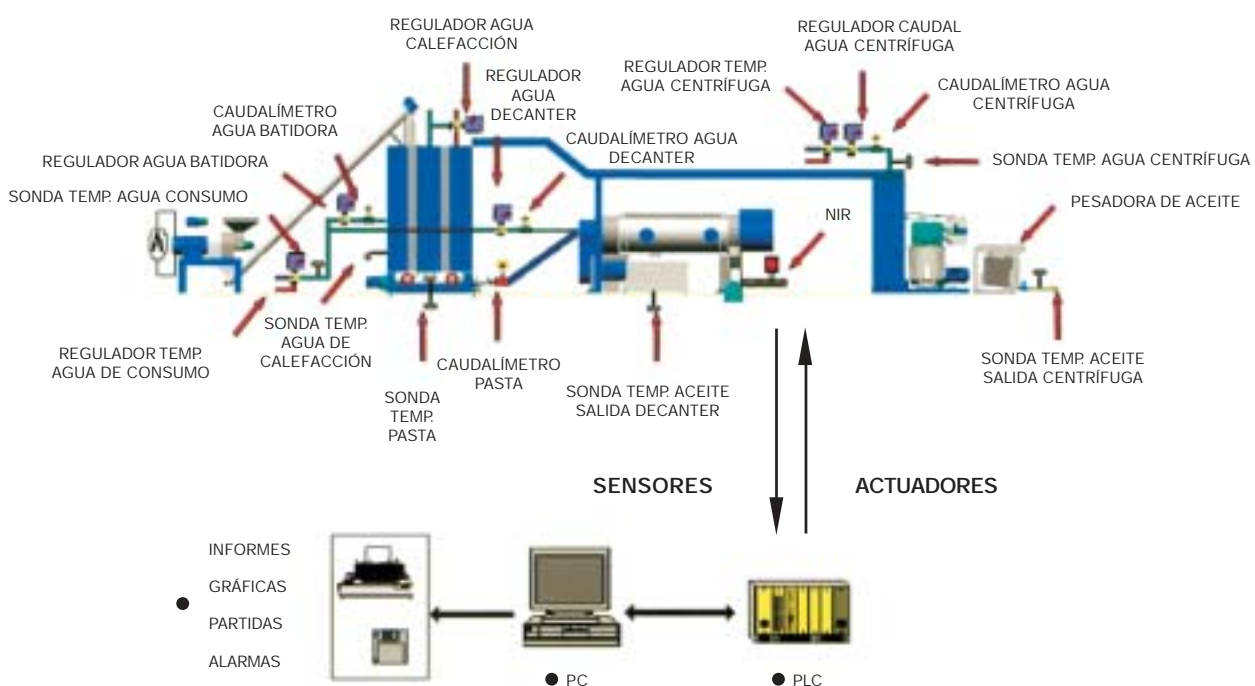 REGULADOR AGUA
CALEFACCIÓN
REGULADOR CAUDAL
AGUA CENTRÍFUGA
REGULADOR TEMP.
AGUA CENTRÍFUGA
REGULADOR
AGUA
DECANTER
CAUDALÍMETRO AGUA
CENTRÍFUGA
CAUDALÍMETRO
AGUA BATIDORA
CAUDALÍMETRO AGUA
DECANTER
REGULADOR AGUA BATIDORA
SONDA TEMP. AGUA CENTRÍFUGA
SONDA TEMP. AGUA CONSUMO
PESADORA DE ACEITE
NIR
A
SONDA TEMP.
AGUA DE
CALEFACCIÓN
REGULADOR TEMP.
AGUA DE CONSUMO
CAUDALÍMETRO
PASTA
SONDA
TEMP.
PASTA
SONDA TEMP. ACEITE
SALIDA DECANTER
SONDA TEMP. ACEITE
SALIDA CENTRÍFUGA
SENSORES
ACTUADORES
INFORMES
GRÁFICAS
PARTIDAS
ALARMAS
PC
PLC